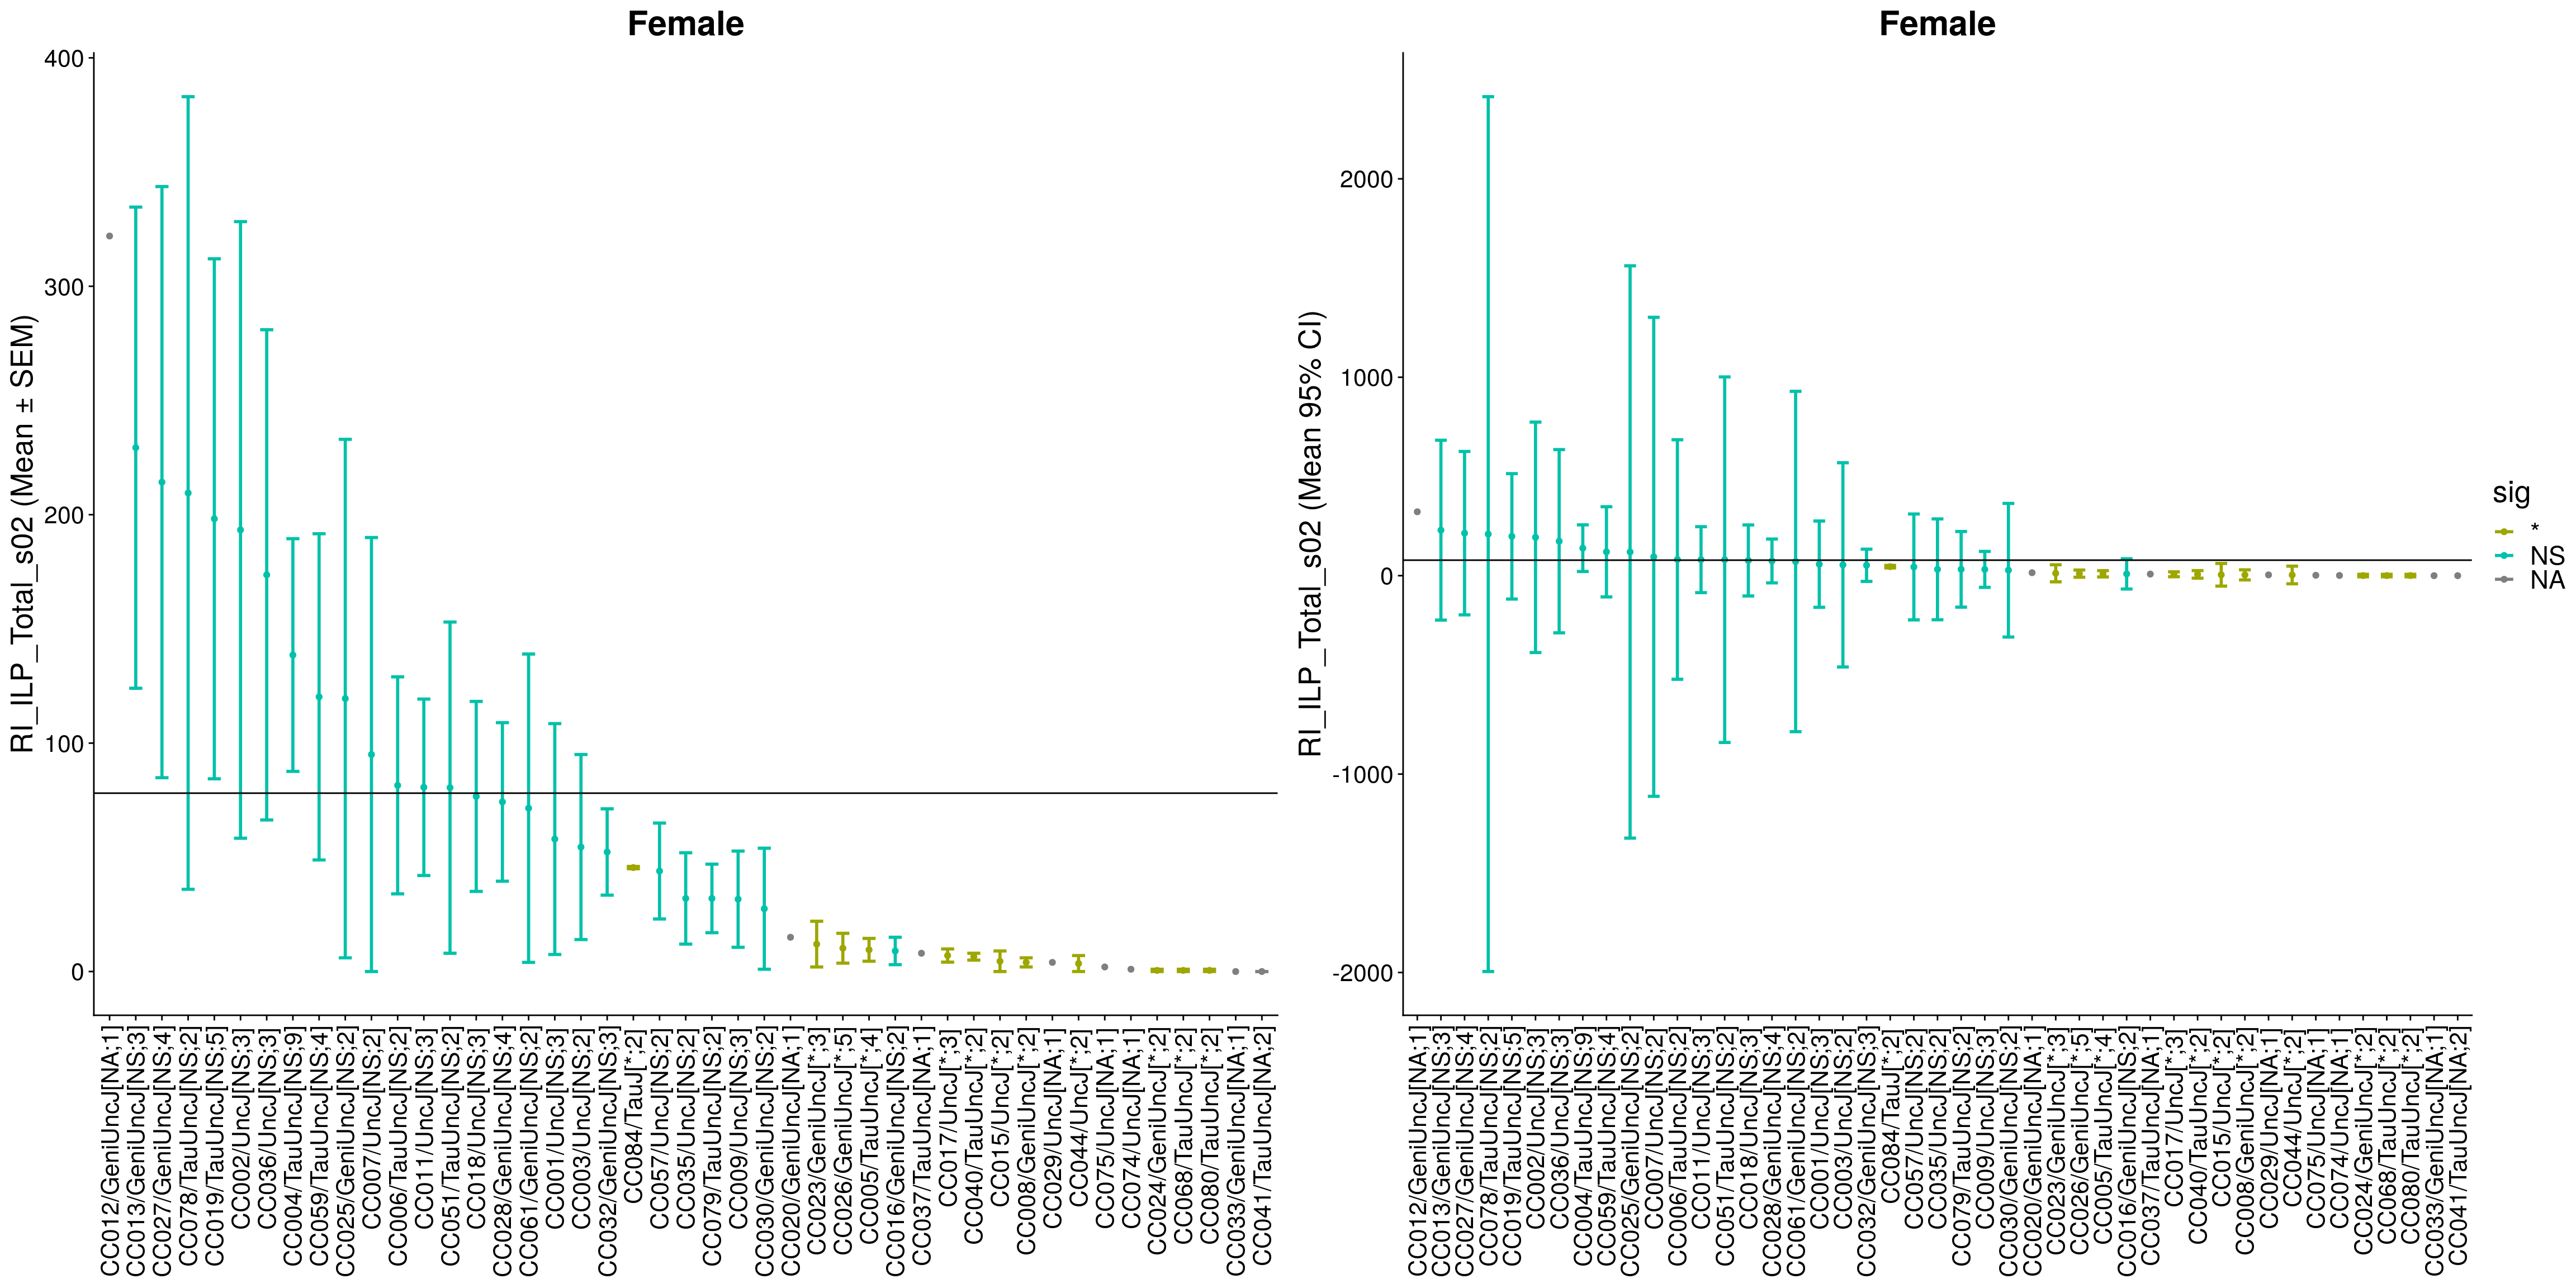 Female
RI_ILP_Total_s02 (Mean ± SEM)
400
300
200
100
0
CC012/GeniUncJ[NA;1]
CC013/GeniUncJ[NS;3]
CC027/GeniUncJ[NS;4]
CC078/TauUncJ[NS;2]
CC019/TauUncJ[NS;5]
CC002/UncJ[NS;3]
CC036/UncJ[NS;3]
CC004/TauUncJ[NS;9]
CC059/TauUncJ[NS;4]
CC025/GeniUncJ[NS;2]
CC007/UncJ[NS;2]
CC006/TauUncJ[NS;2]
CC011/UncJ[NS;3]
CC051/TauUncJ[NS;2]
CC018/UncJ[NS;3]
CC028/GeniUncJ[NS;4]
CC061/GeniUncJ[NS;2]
CC001/UncJ[NS;3]
CC003/UncJ[NS;2]
CC032/GeniUncJ[NS;3]
CC084/TauJ[*;2]
CC057/UncJ[NS;2]
CC035/UncJ[NS;2]
CC079/TauUncJ[NS;2]
CC009/UncJ[NS;3]
CC030/GeniUncJ[NS;2]
CC020/GeniUncJ[NA;1]
CC023/GeniUncJ[*;3]
CC026/GeniUncJ[*;5]
CC005/TauUncJ[*;4]
CC016/GeniUncJ[NS;2]
CC037/TauUncJ[NA;1]
CC017/UncJ[*;3]
CC040/TauUncJ[*;2]
CC015/UncJ[*;2]
CC008/GeniUncJ[*;2]
CC029/UncJ[NA;1]
CC044/UncJ[*;2]
CC075/UncJ[NA;1]
CC074/UncJ[NA;1]
CC024/GeniUncJ[*;2]
CC068/TauUncJ[*;2]
CC080/TauUncJ[*;2]
CC033/GeniUncJ[NA;1]
CC041/TauUncJ[NA;2]
Female
RI_ILP_Total_s02 (Mean 95% CI)
2000
1000
0
-1000
-2000
CC012/GeniUncJ[NA;1]
CC013/GeniUncJ[NS;3]
CC027/GeniUncJ[NS;4]
CC078/TauUncJ[NS;2]
CC019/TauUncJ[NS;5]
CC002/UncJ[NS;3]
CC036/UncJ[NS;3]
CC004/TauUncJ[NS;9]
CC059/TauUncJ[NS;4]
CC025/GeniUncJ[NS;2]
CC007/UncJ[NS;2]
CC006/TauUncJ[NS;2]
CC011/UncJ[NS;3]
CC051/TauUncJ[NS;2]
CC018/UncJ[NS;3]
CC028/GeniUncJ[NS;4]
CC061/GeniUncJ[NS;2]
CC001/UncJ[NS;3]
CC003/UncJ[NS;2]
CC032/GeniUncJ[NS;3]
CC084/TauJ[*;2]
CC057/UncJ[NS;2]
CC035/UncJ[NS;2]
CC079/TauUncJ[NS;2]
CC009/UncJ[NS;3]
CC030/GeniUncJ[NS;2]
CC020/GeniUncJ[NA;1]
CC023/GeniUncJ[*;3]
CC026/GeniUncJ[*;5]
CC005/TauUncJ[*;4]
CC016/GeniUncJ[NS;2]
CC037/TauUncJ[NA;1]
CC017/UncJ[*;3]
CC040/TauUncJ[*;2]
CC015/UncJ[*;2]
CC008/GeniUncJ[*;2]
CC029/UncJ[NA;1]
CC044/UncJ[*;2]
CC075/UncJ[NA;1]
CC074/UncJ[NA;1]
CC024/GeniUncJ[*;2]
CC068/TauUncJ[*;2]
CC080/TauUncJ[*;2]
CC033/GeniUncJ[NA;1]
CC041/TauUncJ[NA;2]
sig
*
NS
NA